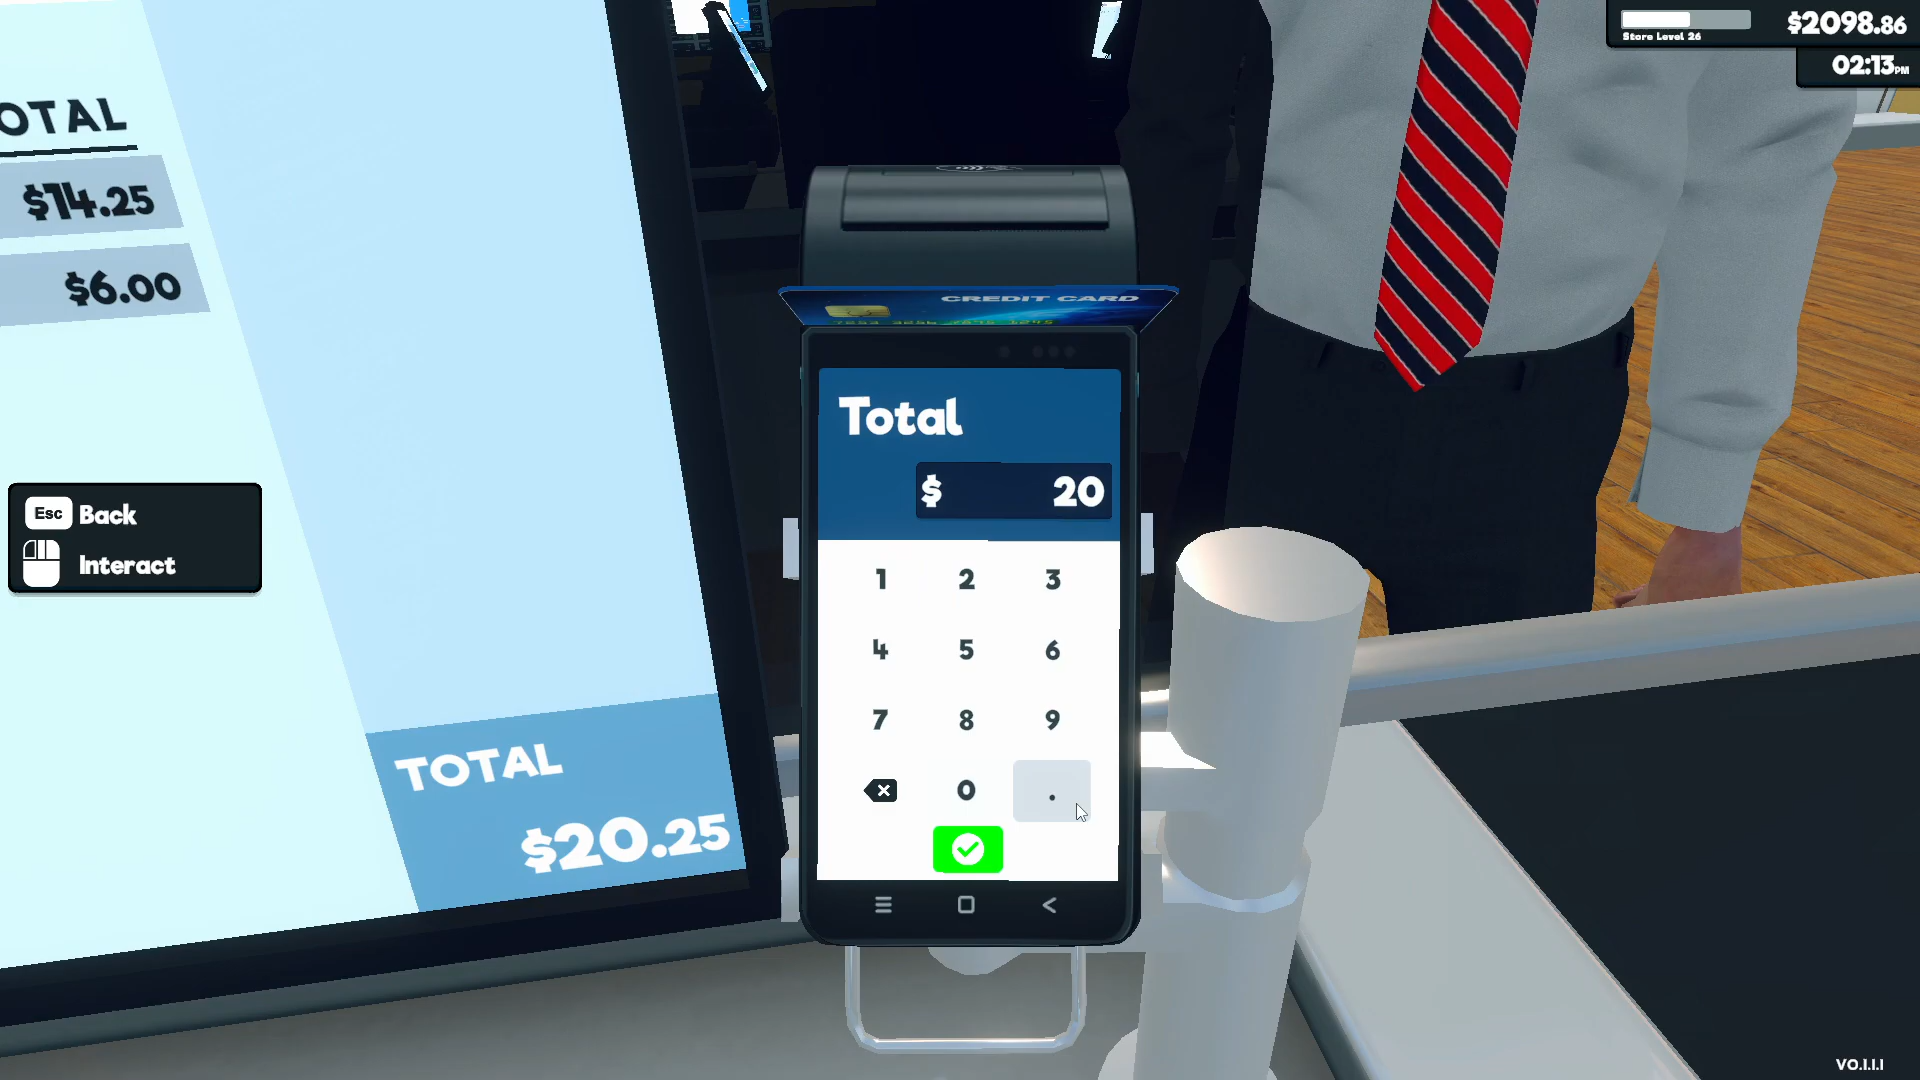 $2098.86
Store Level 26
02:13PM
OTAL
$14.25
$6.00
CREDIT CARD
Total
$ 20
1 2 3
4 5 6
7 8 9
0 .
Esc Back
Interact
TOTAL
$20.25
V0.1.1.1